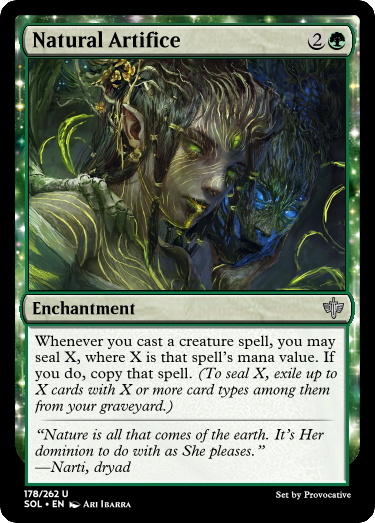 Natural Artifice 2
Enchantment
Whenever you cast a creature spell, you may
seal X, where X is that spell's mana value. If
you do, copy that spell. (To seal X, exile up to
X cards with X or more card types among them
from your graveyard.)
"Nature is all that comes of the earth. It's Her
dominion to do with as She pleases."
—Narti, dryad
178/262 U
SOL • EN Ari Ibarra
Set by Provocative